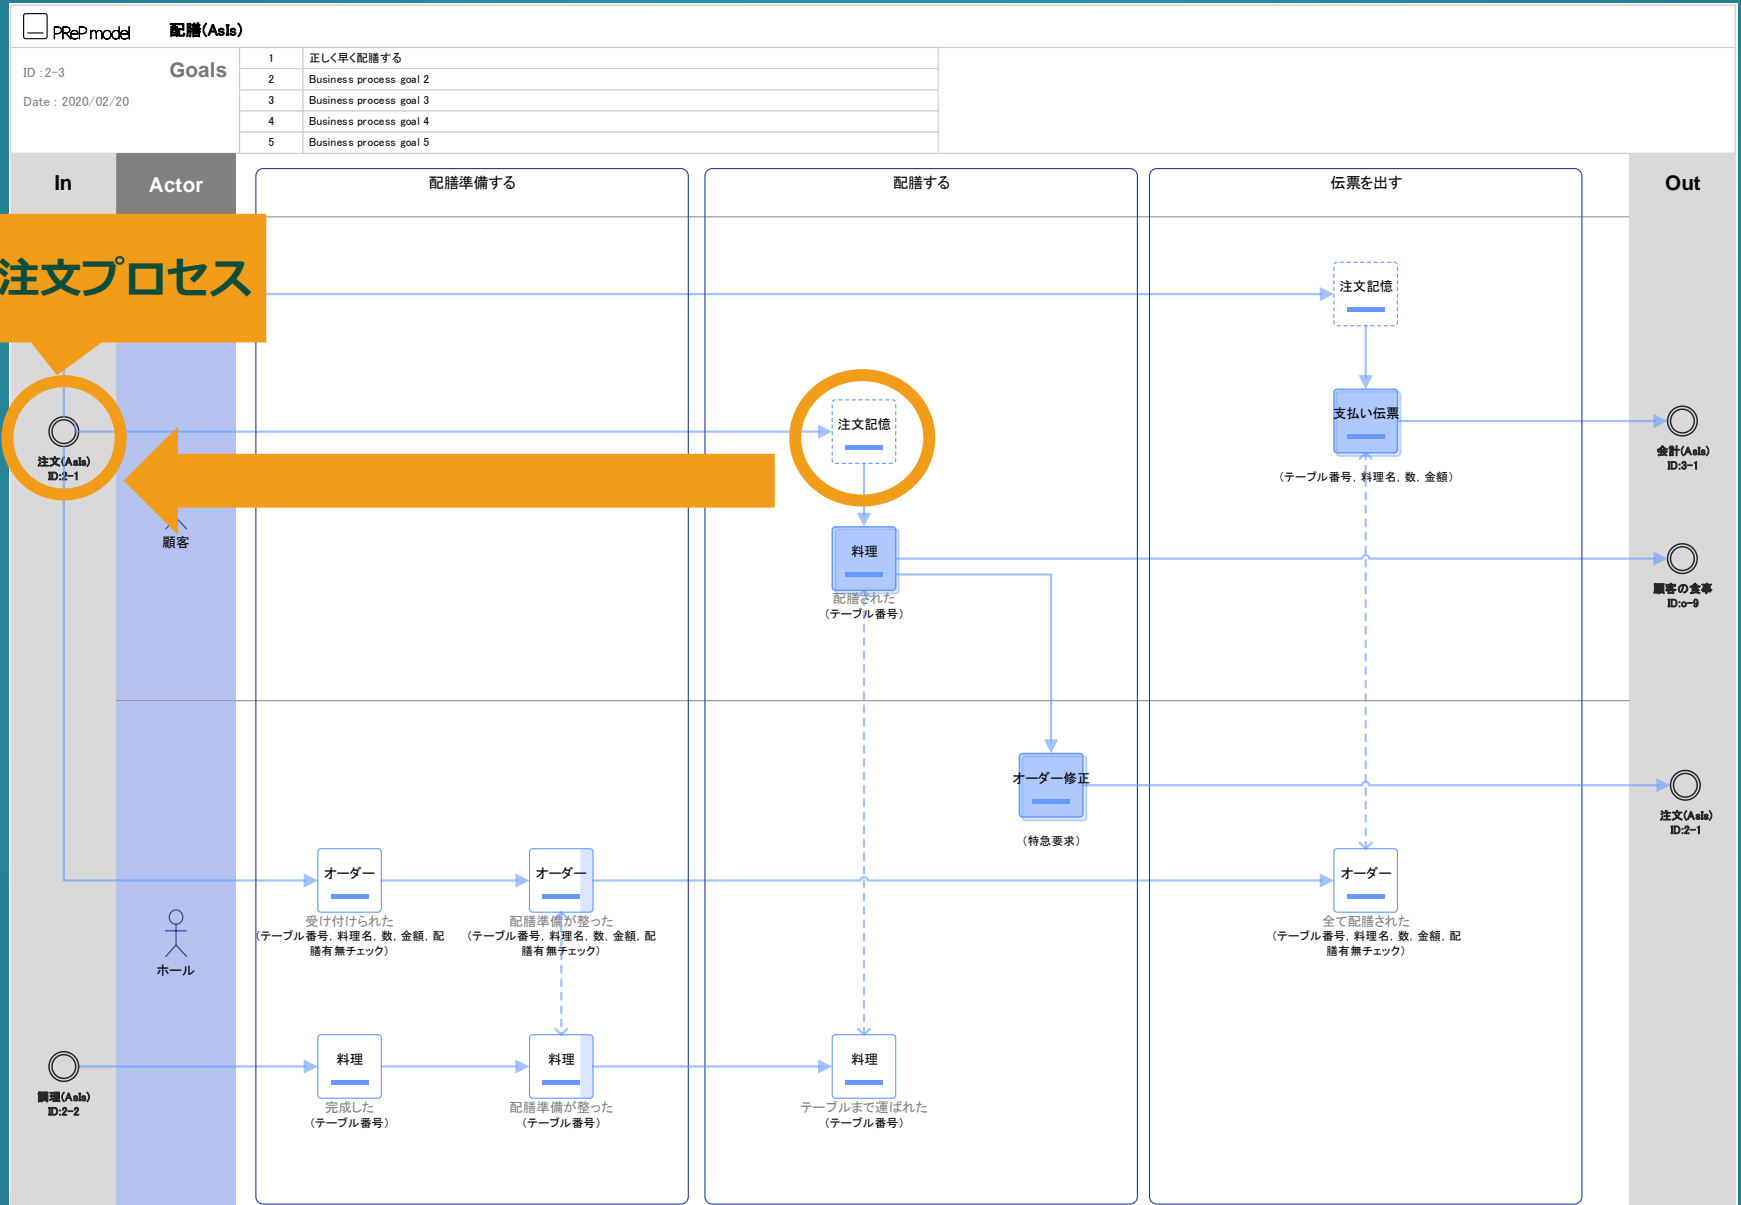 PReP model
配膳(AsIs)
ID : 2-3
Date : 2020/02/20
Goals
1 正しく早く配膳する
2 Business process goal 2
3 Business process goal 3
4 Business process goal 4
5 Business process goal 5
In
Actor
配膳準備する
配膳する
伝票を出す
Out
注文プロセス
注文記憶
注文(AsIs)
ID:2-1
注文記憶
支払い伝票
(テーブル番号, 料理名, 数, 金額)
会計(AsIs)
ID:3-1
顧客
料理
配膳された
(テーブル番号)
顧客の食事
ID:o-9
オーダー修正
(特急要求)
注文(AsIs)
ID:2-1
オーダー
受け付けられた
(テーブル番号, 料理名, 数, 金額, 配
膳有無チェック)
オーダー
配膳準備が整った
(テーブル番号, 料理名, 数, 金額, 配
膳有無チェック)
オーダー
全て配膳された
(テーブル番号, 料理名, 数, 金額, 配
膳有無チェック)
ホール
調理(AsIs)
ID:2-2
料理
完成した
(テーブル番号)
料理
配膳準備が整った
(テーブル番号)
料理
テーブルまで運ばれた
(テーブル番号)